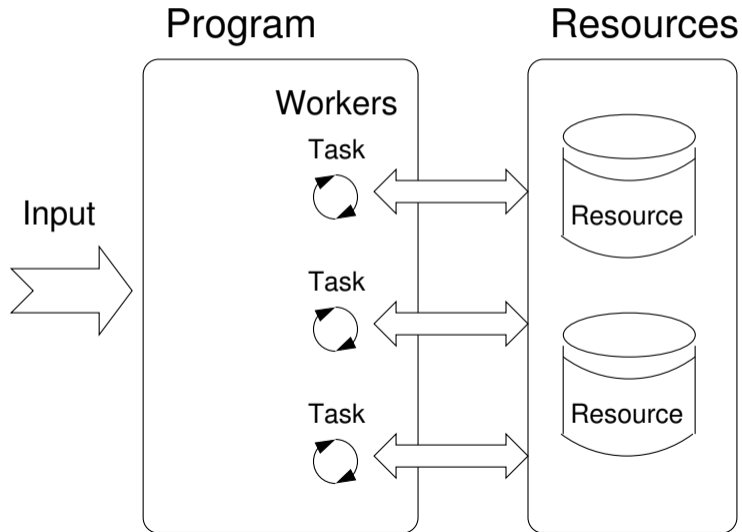 Program
Resources
Workers
Task
Input
Resource
Task
Task
Resource